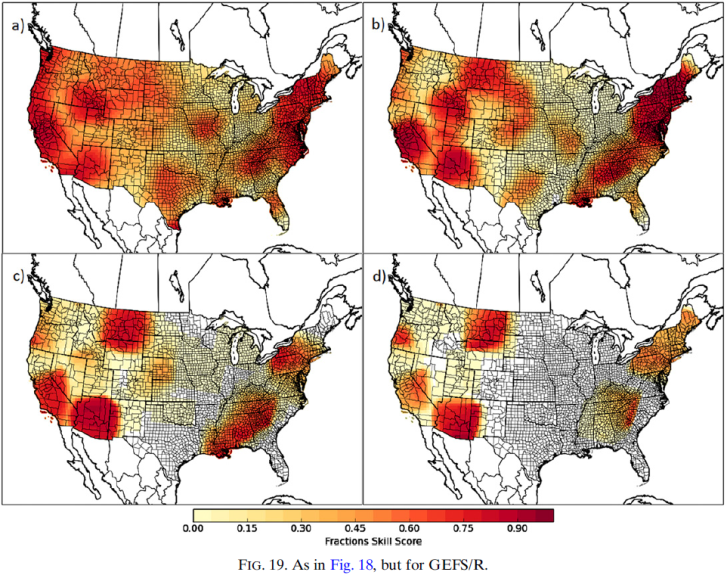 a)
b)
c)
d)
0.00 0.15 0.30 0.45 0.60 0.75 0.90
Fractions Skill Score
FIG. 19. As in Fig. 18, but for GEFS/R.